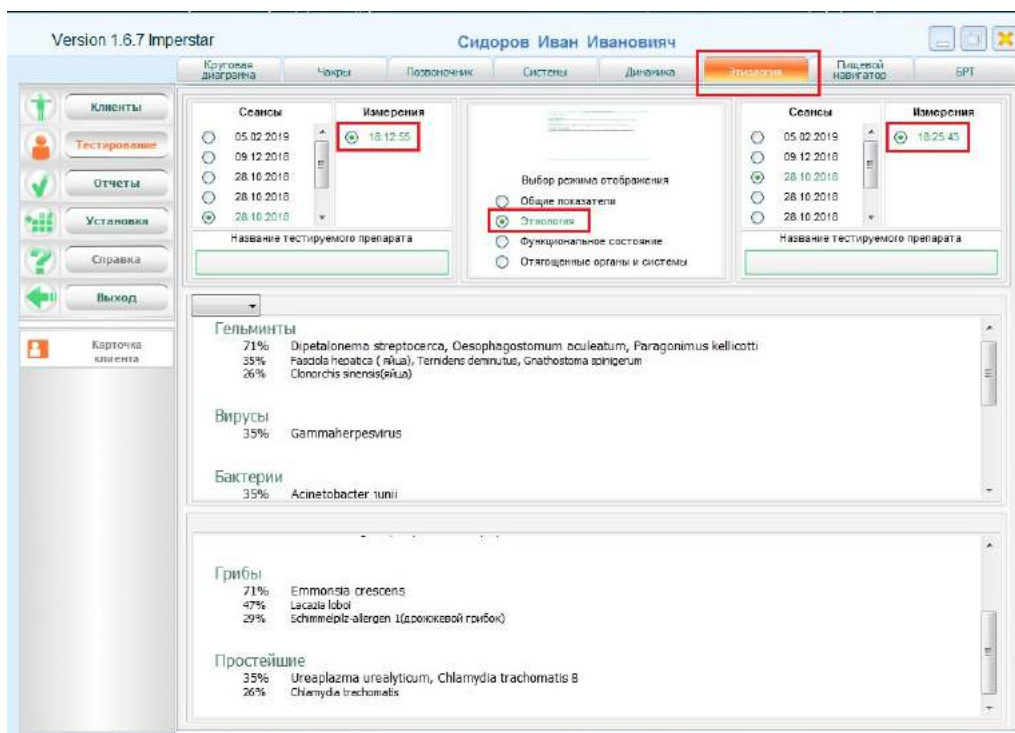 Version 1.6.7 Imperstar
Сидоров Иван Ивановияч
Круговая диаграмма
Чакры
Позвоночник
Системы
Динамика
Этиология
Пищевой навигатор
БРТ
Клиенты
Тестирование
Отчеты
Установки
Справка
Выход
Карточка клиента
Сеансы
Измерения
05.02.2019
18:12:55
09.12.2018
28.10.2018
28.10.2018
28.10.2018
Название тестируемого препарата
Выбор режима отображения
Общие показатели
Этиология
Функциональное состояние
Отягощенные органы и системы
Сеансы
Измерения
05.02.2019
18:25:43
09.12.2018
28.10.2018
28.10.2018
28.10.2018
Название тестируемого препарата
Гельминты
71% Dipetalonema streptocerca, Oesophagostomum aculeatum, Paragonimus kellicotti
35% Fasciola hepatica ( яйца), Ternidens deminutus, Gnathostoma spinigerum
26% Clonorchis sinensis(яйца)
Вирусы
35% Gammaherpesvirus
Бактерии
35% Acinetobacter junii
Грибы
71% Emmonsia crescens
47% Lacazia loboi
29% Schimmelpilz-allergen 1(дрожжевой грибок)
Простейшие
35% Ureaplazma urealyticum, Chlamydia trachomatis B
26% Chlamydia trachomatis